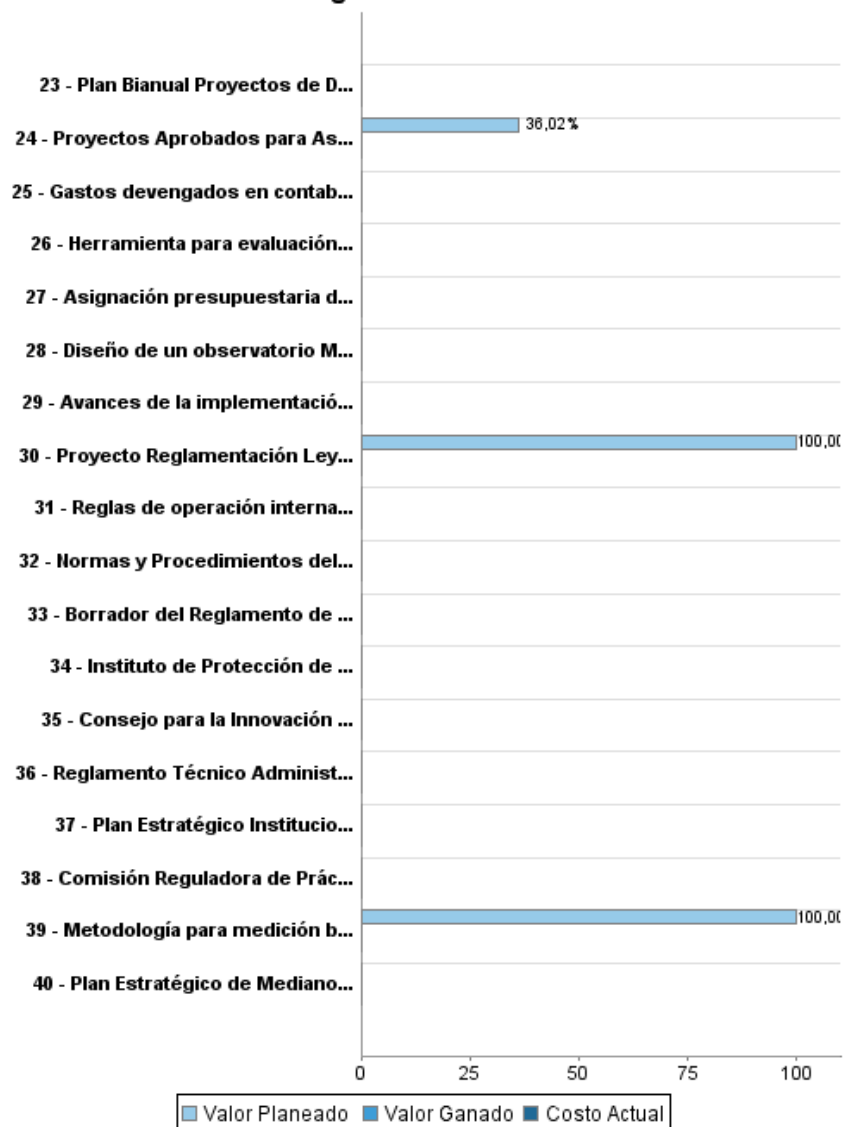 23 - Plan Bianual Proyectos de D...
24 - Proyectos Aprobados para As...
36,02%
25 - Gastos devengados en contab...
26 - Herramienta para evaluación...
27 - Asignación presupuestaria d...
28 - Diseño de un observatorio M...
29 - Avances de la implementació...
30 - Proyecto Reglamentación Ley...
100,00
31 - Reglas de operación interna...
32 - Normas y Procedimientos del...
33 - Borrador del Reglamento de ...
34 - Instituto de Protección de ...
35 - Consejo para la Innovación ...
36 - Reglamento Técnico Administ...
37 - Plan Estratégico Institucio...
38 - Comisión Reguladora de Prác...
39 - Metodología para medición b...
100,00
40 - Plan Estratégico de Mediano...
0 25 50 75 100
Valor Planeado Valor Ganado Costo Actual